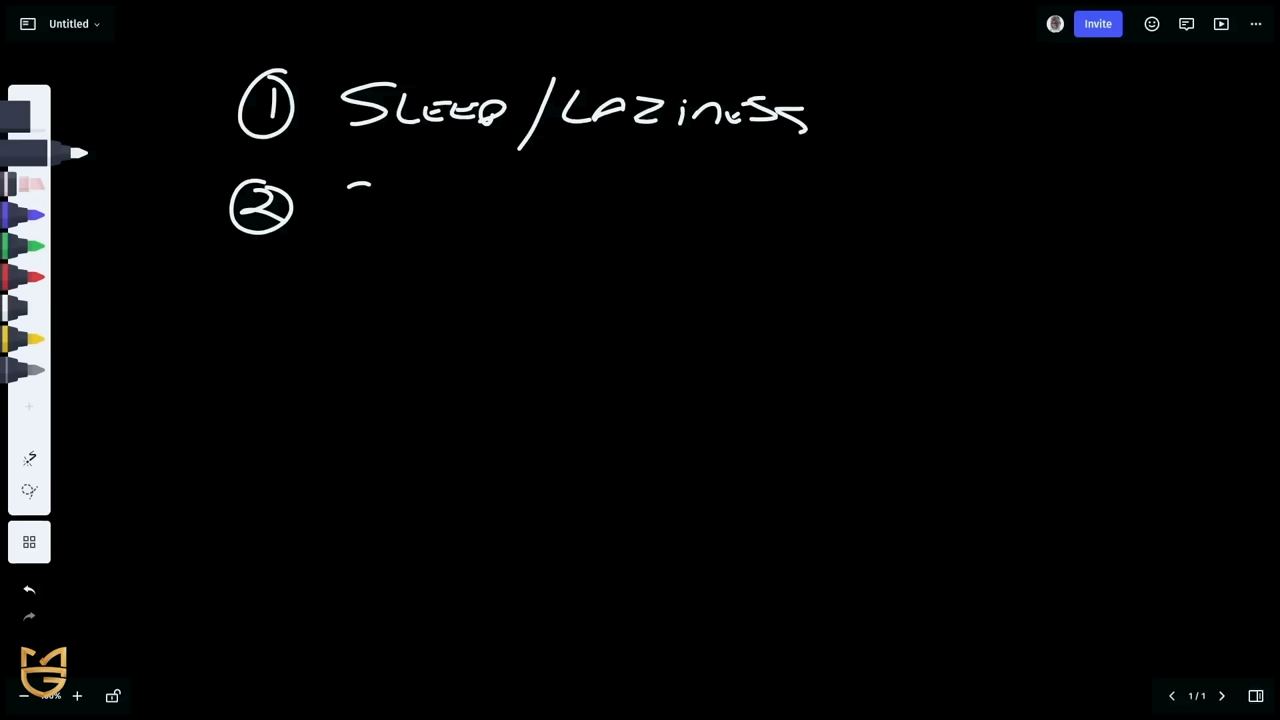 Untitled
Invite
① SLEEP/LAZINESS
②
1/1